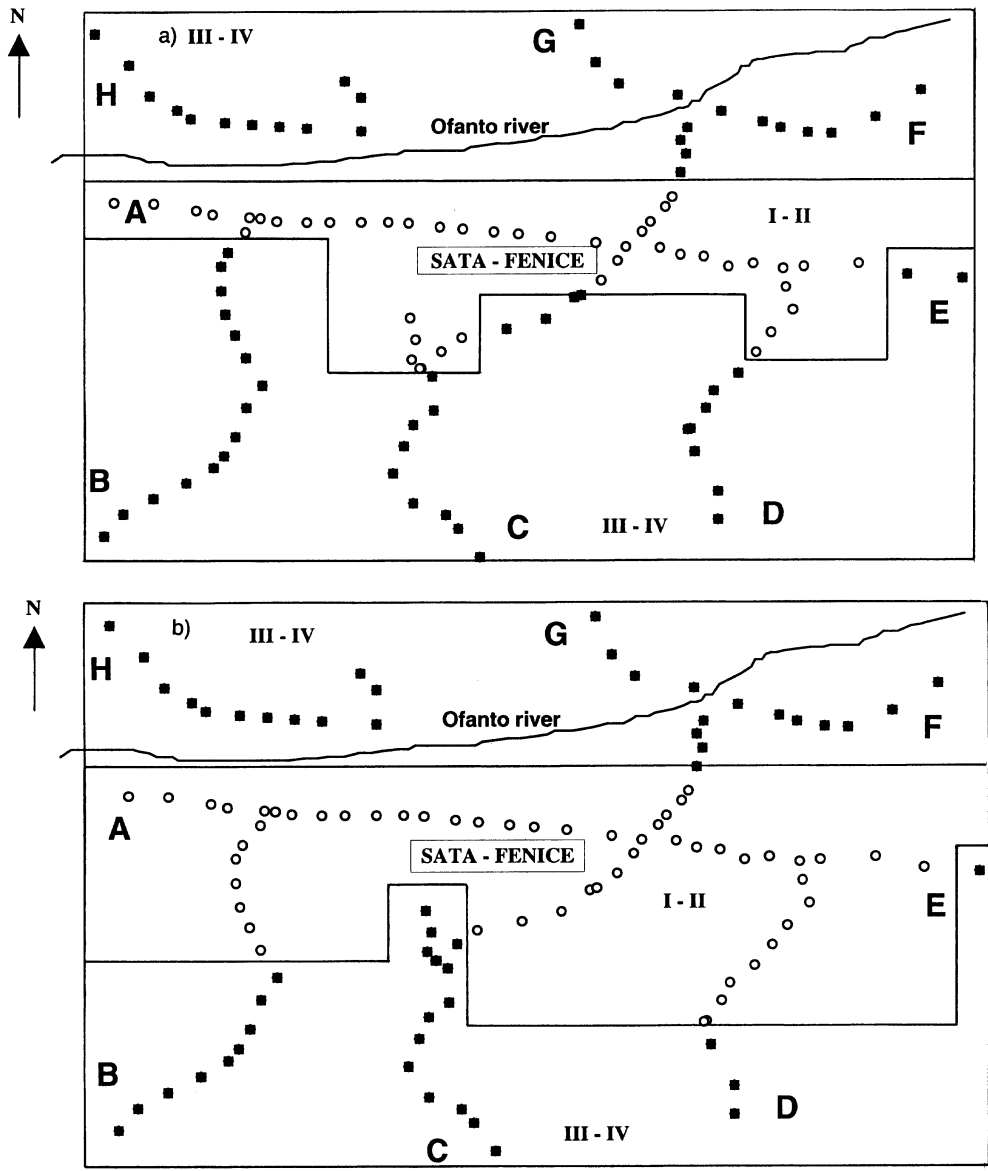 N
a) III - IV
G
H
Ofanto river
F
A
I - II
SATA - FENICE
E
B
C
III - IV
D
N
b)
III - IV
G
H
Ofanto river
F
A
SATA - FENICE
I - II
E
B
D
C
III - IV